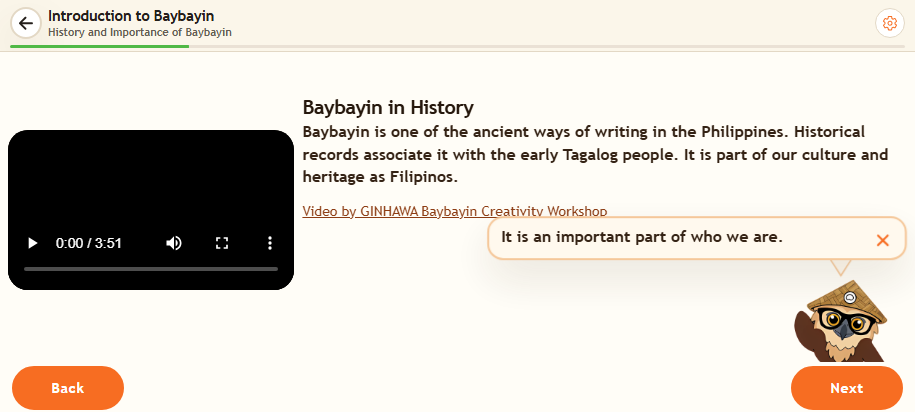 Introduction to Baybayin
History and Importance of Baybayin
Baybayin in History
Baybayin is one of the ancient ways of writing in the Philippines. Historical
records associate it with the early Tagalog people. It is part of our culture and
heritage as Filipinos.
Video by GINHAWA Baybayin Creativity Workshop
0:00 / 3:51
It is an important part of who we are.
Back
Next